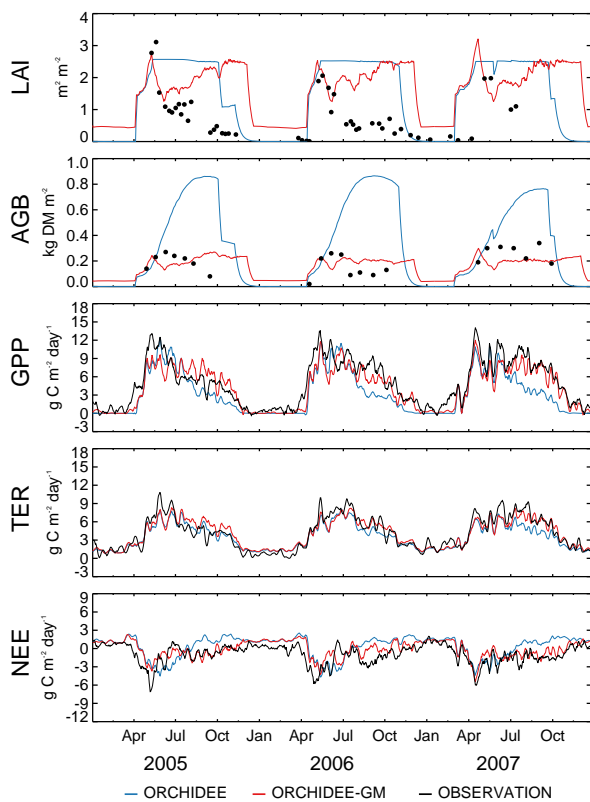 LAI
m² m⁻²
4
3
2
1
0
AGB
kg DM m⁻²
1.0
0.8
0.6
0.4
0.2
0.0
GPP
g C m⁻² day⁻¹
18
15
12
9
6
3
0
-3
TER
g C m⁻² day⁻¹
18
15
12
9
6
3
0
-3
NEE
g C m⁻² day⁻¹
9
6
3
0
-3
-6
-9
-12
Apr Jul Oct Jan Apr Jul Oct Jan Apr Jul Oct
2005 2006 2007
ORCHIDEE ORCHIDEE-GM OBSERVATION